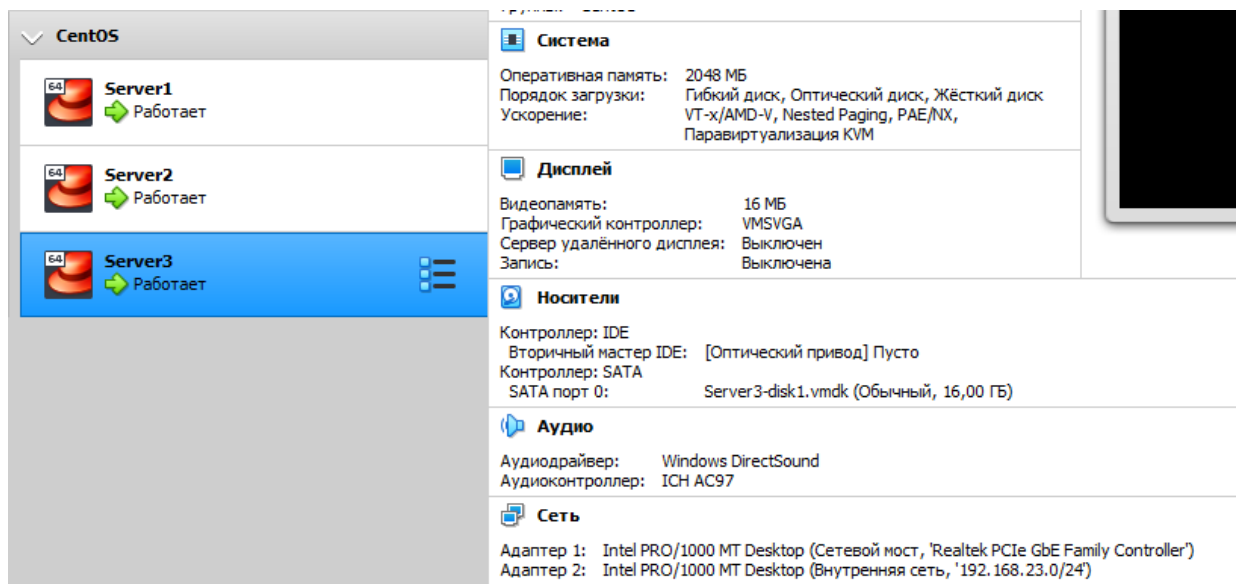 CentOS
64
Server1
Работает
64
Server2
Работает
64
Server3
Работает
CentOS
Система
Оперативная память: 2048 МБ
Порядок загрузки: Гибкий диск, Оптический диск, Жёсткий диск
Ускорение: VT-x/AMD-V, Nested Paging, PAE/NX,
Паравиртуализация KVM
Дисплей
Видеопамять: 16 МБ
Графический контроллер: VMSVGA
Сервер удалённого дисплея: Выключен
Запись: Выключена
Носители
Контроллер: IDE
Вторичный мастер IDE: [Оптический привод] Пусто
Контроллер: SATA
SATA порт 0: Server3-disk1.vmdk (Обычный, 16,00 ГБ)
Аудио
Аудиодрайвер: Windows DirectSound
Аудиоконтроллер: ICH AC97
Сеть
Адаптер 1: Intel PRO/1000 MT Desktop (Сетевой мост, 'Realtek PCIe GbE Family Controller')
Адаптер 2: Intel PRO/1000 MT Desktop (Внутренняя сеть, '192.168.23.0/24')